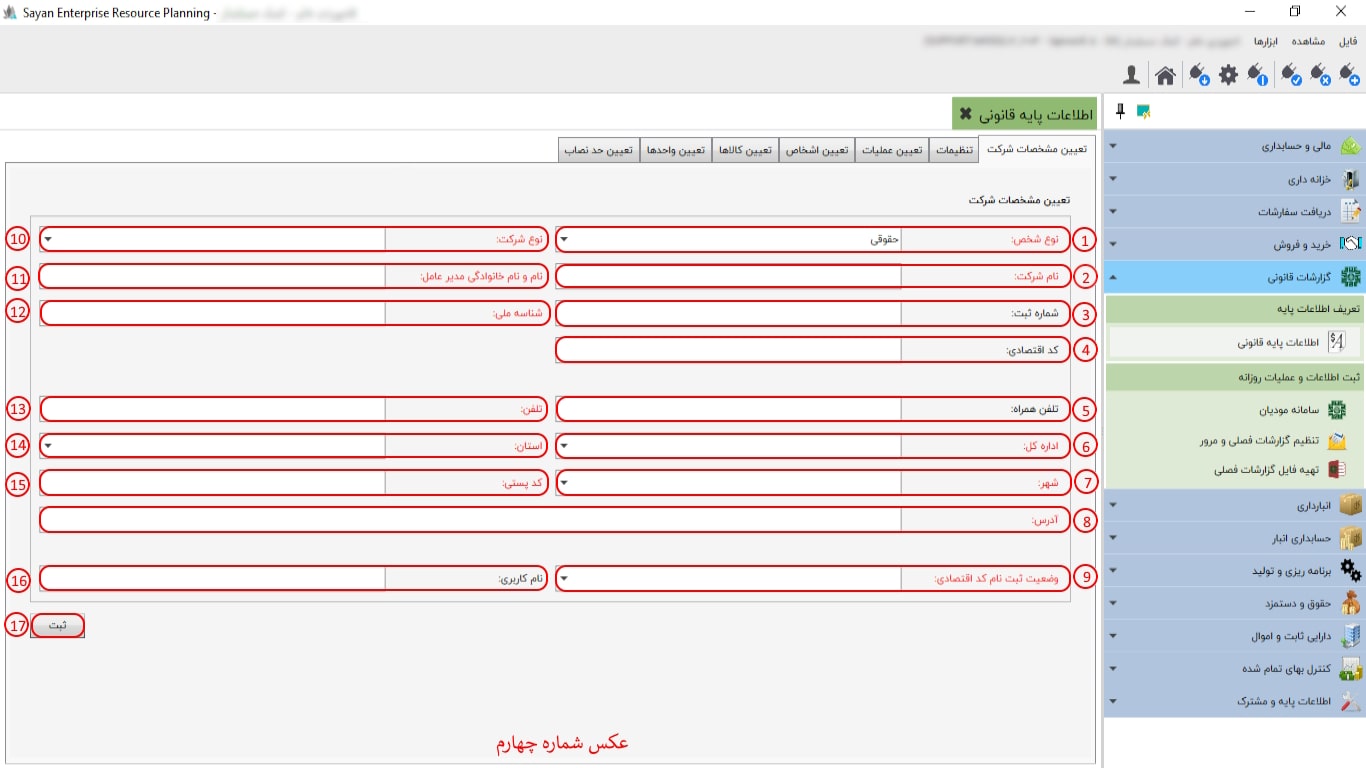 Sayan Enterprise Resource Planning -
فایل مشاهده ابزارها
اطلاعات پایه قانونی ✖
تعیین مشخصات شرکت تنظیمات تعیین عملیات تعیین اشخاص تعیین کالاها تعیین واحدها تعیین حد نصاب
تعیین مشخصات شرکت
1 نوع شخص: حقوقی نوع شرکت: 10
2 نام شرکت: نام و نام خانوادگی مدیر عامل: 11
3 شماره ثبت: شناسه ملی: 12
4 کد اقتصادی:
5 تلفن همراه: تلفن: 13
6 اداره کل: استان: 14
7 شهر: کد پستی: 15
8 آدرس:
9 وضعیت ثبت نام کد اقتصادی: نام کاربری: 16
ثبت 17
عکس شماره چهارم
مالی و حسابداری
خزانه داری
دریافت سفارشات
خرید و فروش
گزارشات قانونی
تعریف اطلاعات پایه
اطلاعات پایه قانونی
ثبت اطلاعات و عملیات روزانه
سامانه مودیان
تنظیم گزارشات فصلی و مرور
تهیه فایل گزارشات فصلی
انبارداری
حسابداری انبار
برنامه ریزی و تولید
حقوق و دستمزد
دارایی ثابت و اموال
کنترل بهای تمام شده
اطلاعات پایه و مشترک